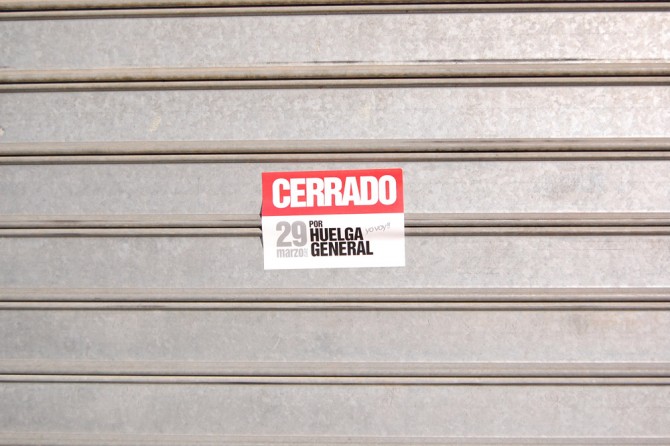 CERRADO
29 marzo
POR
HUELGA yo voy!!
GENERAL